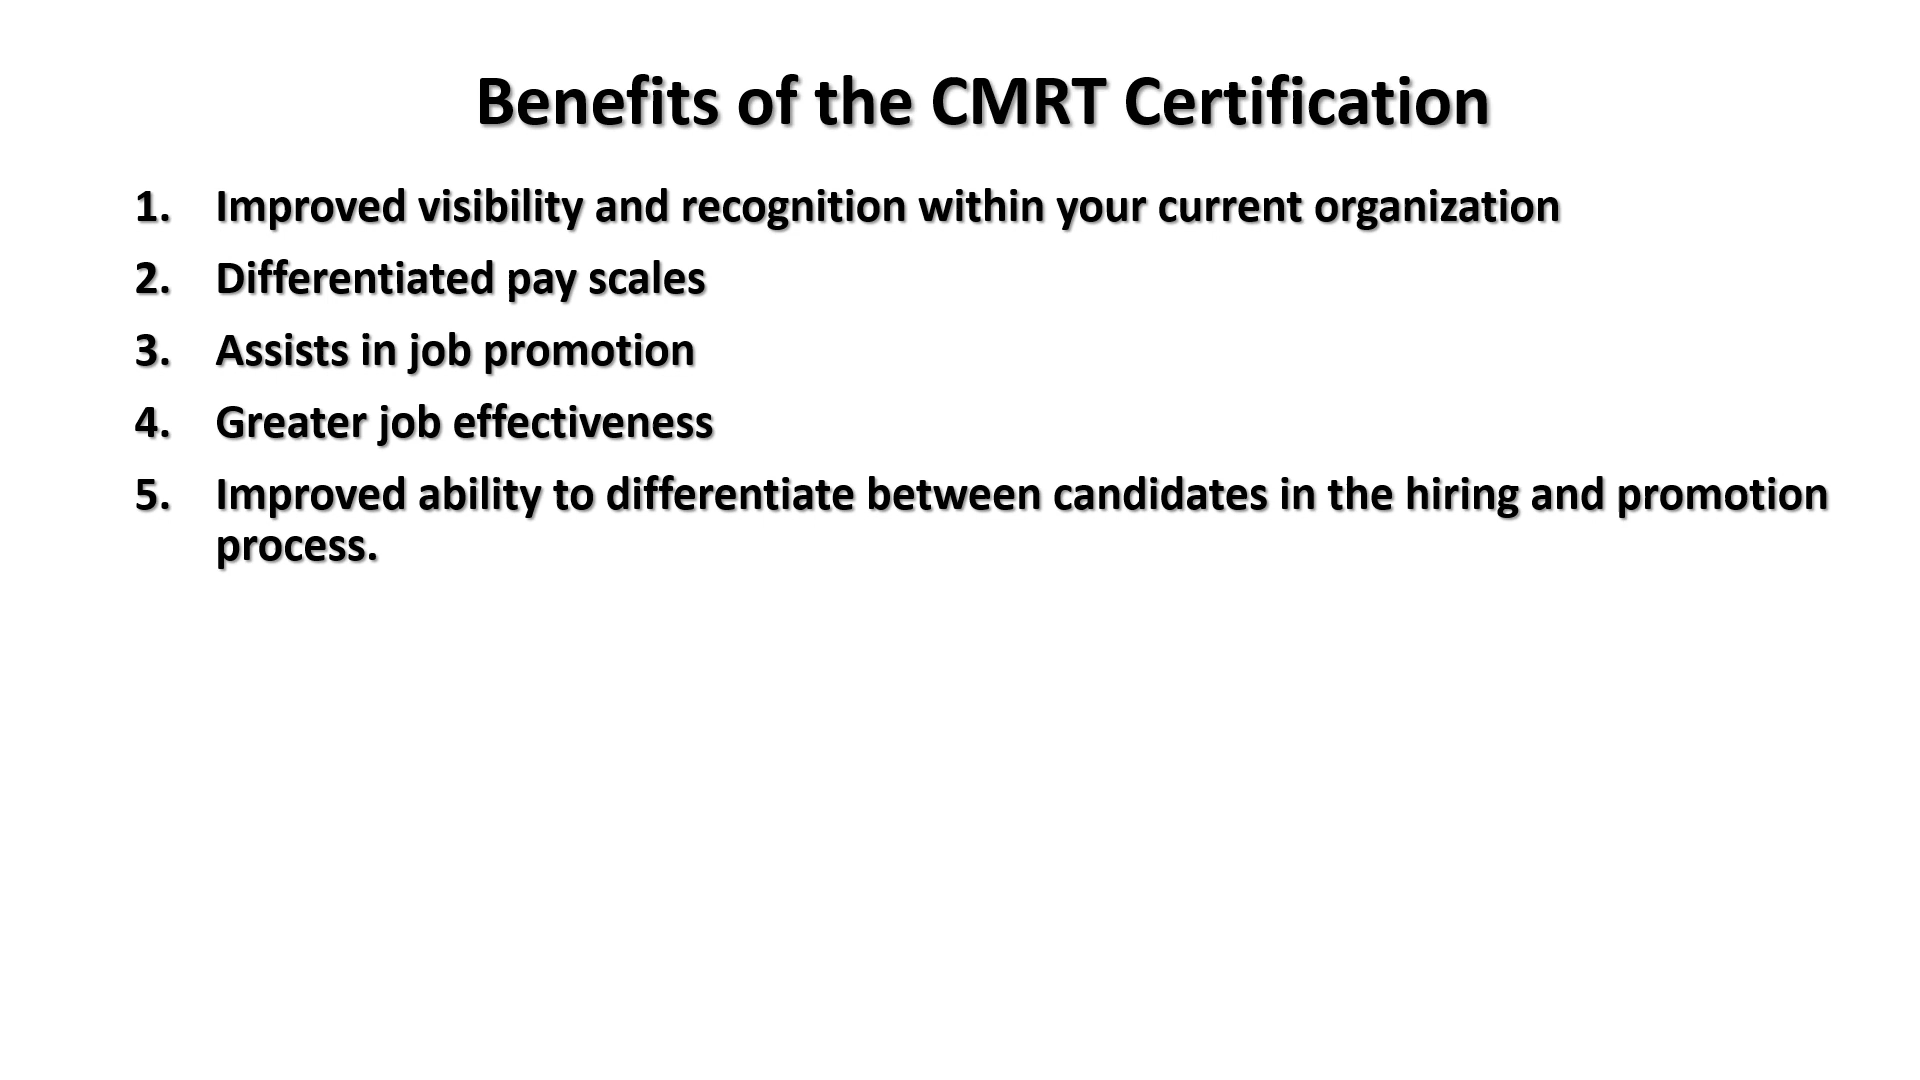 Benefits of the CMRT Certification
1. Improved visibility and recognition within your current organization
2. Differentiated pay scales
3. Assists in job promotion
4. Greater job effectiveness
5. Improved ability to differentiate between candidates in the hiring and promotion
process.